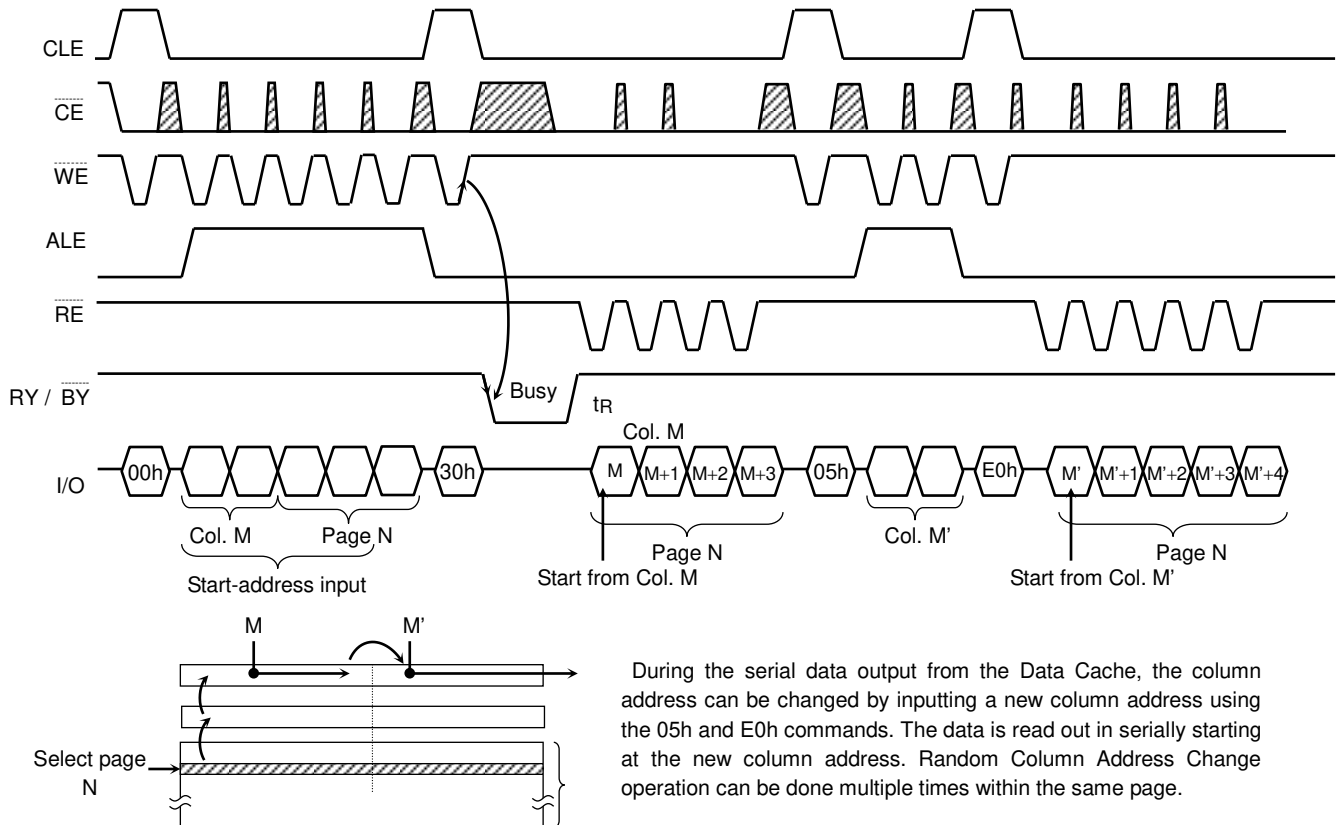 CLE
CE
WE
ALE
RE
RY / BY
Busy
tR
Col. M
I/O
00h
30h
M
M+1
M+2
M+3
05h
E0h
M'
M'+1
M'+2
M'+3
M'+4
Col. M
Page N
Page N
Col. M'
Page N
Start-address input
Start from Col. M
Start from Col. M'
M
M'
Select page
N
During the serial data output from the Data Cache, the column
address can be changed by inputting a new column address using
the 05h and E0h commands. The data is read out in serially starting
at the new column address. Random Column Address Change
operation can be done multiple times within the same page.